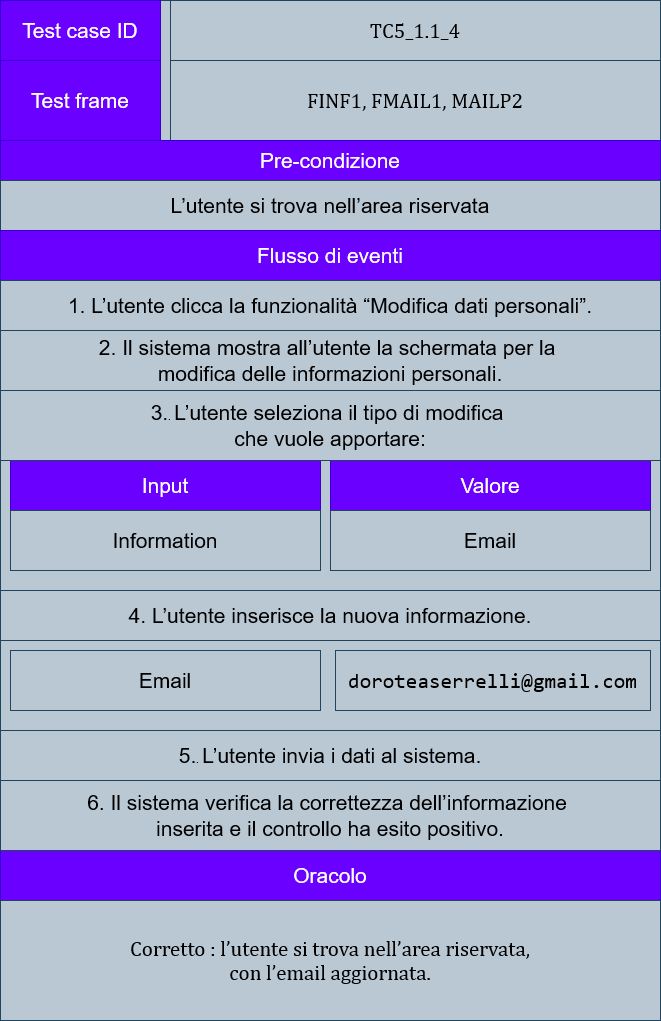 Test case ID
TC5_1.1_4
Test frame
FINF1, FMAIL1, MAILP2
Pre-condizione
L’utente si trova nell’area riservata
Flusso di eventi
1. L’utente clicca la funzionalità “Modifica dati personali”.
2. Il sistema mostra all’utente la schermata per la
modifica delle informazioni personali.
3.. L’utente seleziona il tipo di modifica
che vuole apportare:
Input
Valore
Information
Email
4. L’utente inserisce la nuova informazione.
Email
doroteaserrelli@gmail.com
5.. L’utente invia i dati al sistema.
6. Il sistema verifica la correttezza dell’informazione
inserita e il controllo ha esito positivo.
Oracolo
Corretto : l’utente si trova nell’area riservata,
con l’email aggiornata.